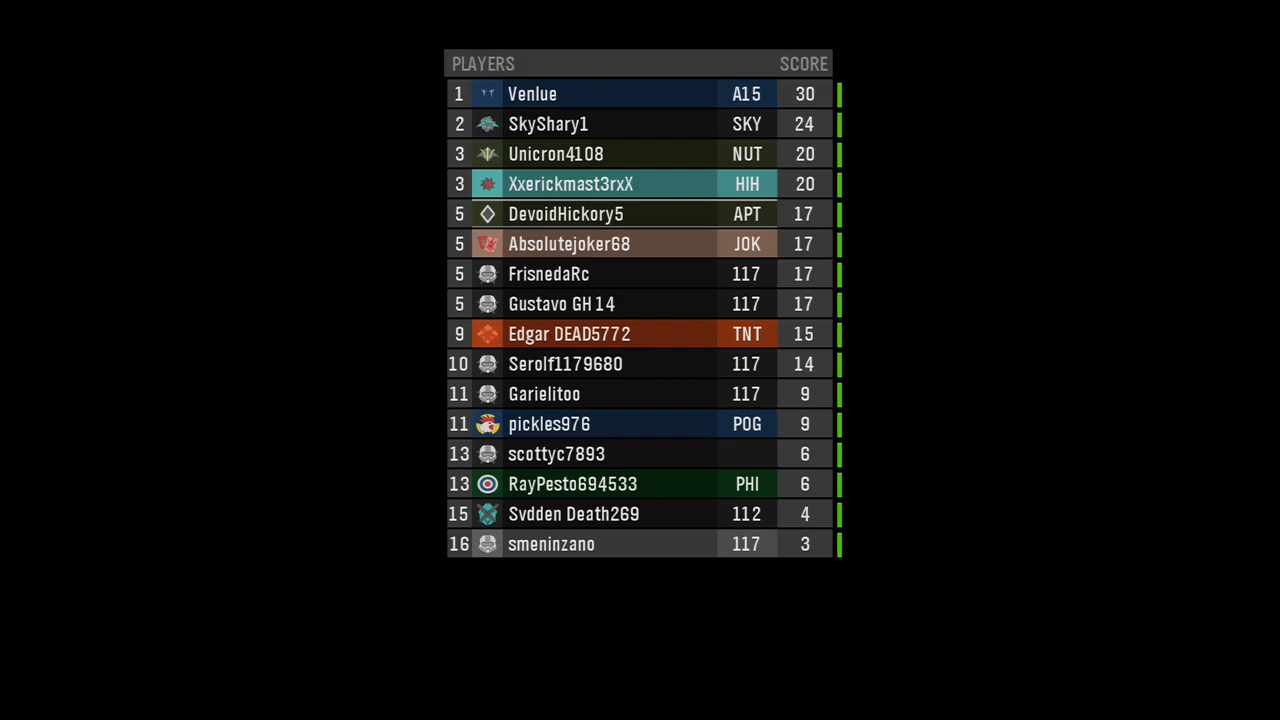 PLAYERS SCORE
1 Venlue A15 30
2 SkyShary1 SKY 24
3 Unicron4108 NUT 20
3 Xxerickmast3rxX HIH 20
5 DevoidHickory5 APT 17
5 Absolutejoker68 JOK 17
5 FrisnedaRc 117 17
5 Gustavo GH 14 117 17
9 Edgar DEAD5772 TNT 15
10 Serolf1179680 117 14
11 Garielitoo 117 9
11 pickles976 POG 9
13 scottyc7893 6
13 RayPesto694533 PHI 6
15 Svdden Death269 112 4
16 smeninzano 117 3